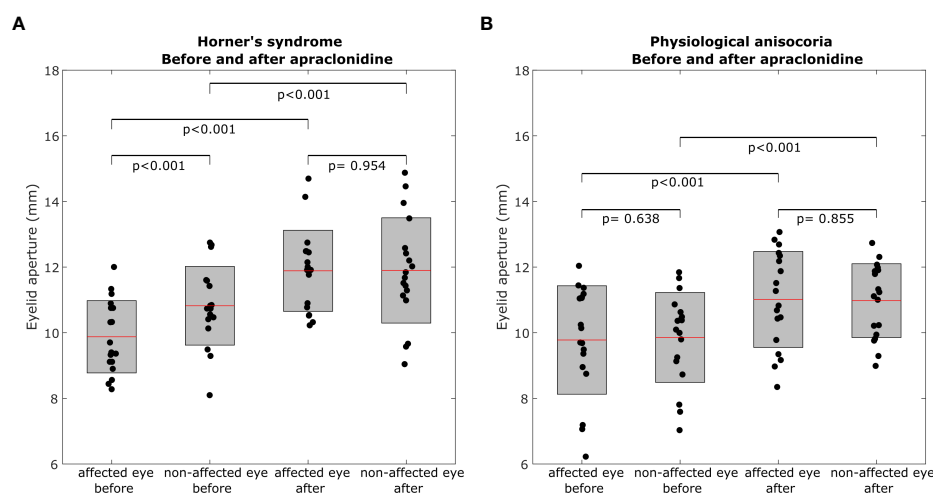 A
Horner's syndrome
Before and after apraclonidine
18
16
14
12
10
8
6
Eyelid aperture (mm)
p<0.001
p<0.001
p<0.001
p= 0.954
affected eye
before
non-affected eye
before
affected eye
after
non-affected eye
after
B
Physiological anisocoria
Before and after apraclonidine
18
16
14
12
10
8
6
Eyelid aperture (mm)
p<0.001
p<0.001
p= 0.638
p= 0.855
affected eye
before
non-affected eye
before
affected eye
after
non-affected eye
after